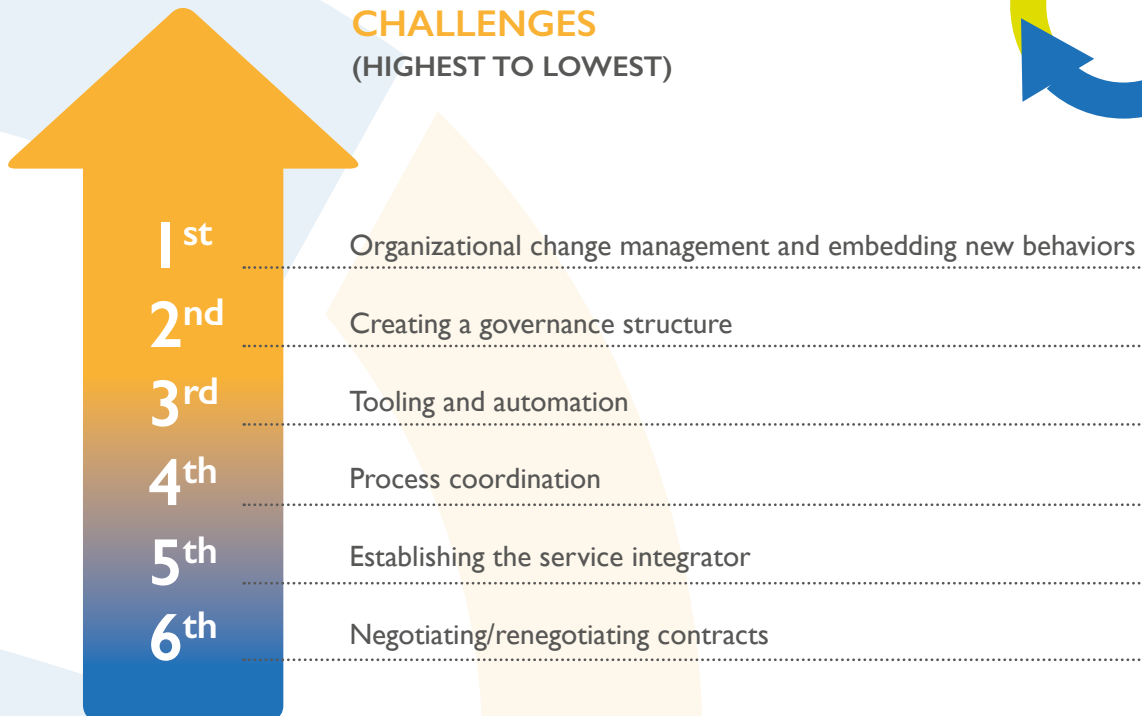 CHALLENGES
(HIGHEST TO LOWEST)
1st Organizational change management and embedding new behaviors
2nd Creating a governance structure
3rd Tooling and automation
4th Process coordination
5th Establishing the service integrator
6th Negotiating/renegotiating contracts